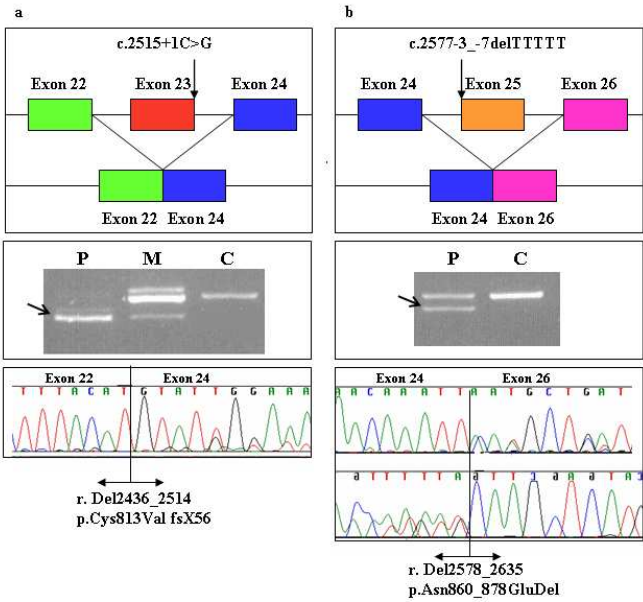 a
c.2515+1C>G
Exon 22 Exon 23 Exon 24
Exon 22 Exon 24
P M C
Exon 22 Exon 24
T T T A C A T G T A T T G G A A A
r. Del2436_2514
p.Cys813Val fsX56
b
c.2577-3_-7delTTTTT
Exon 24 Exon 25 Exon 26
Exon 24 Exon 26
P C
Exon 24 Exon 26
A A C A A A T T A A T G C T G A T
r. Del2578_2635
p.Asn860_878GluDel